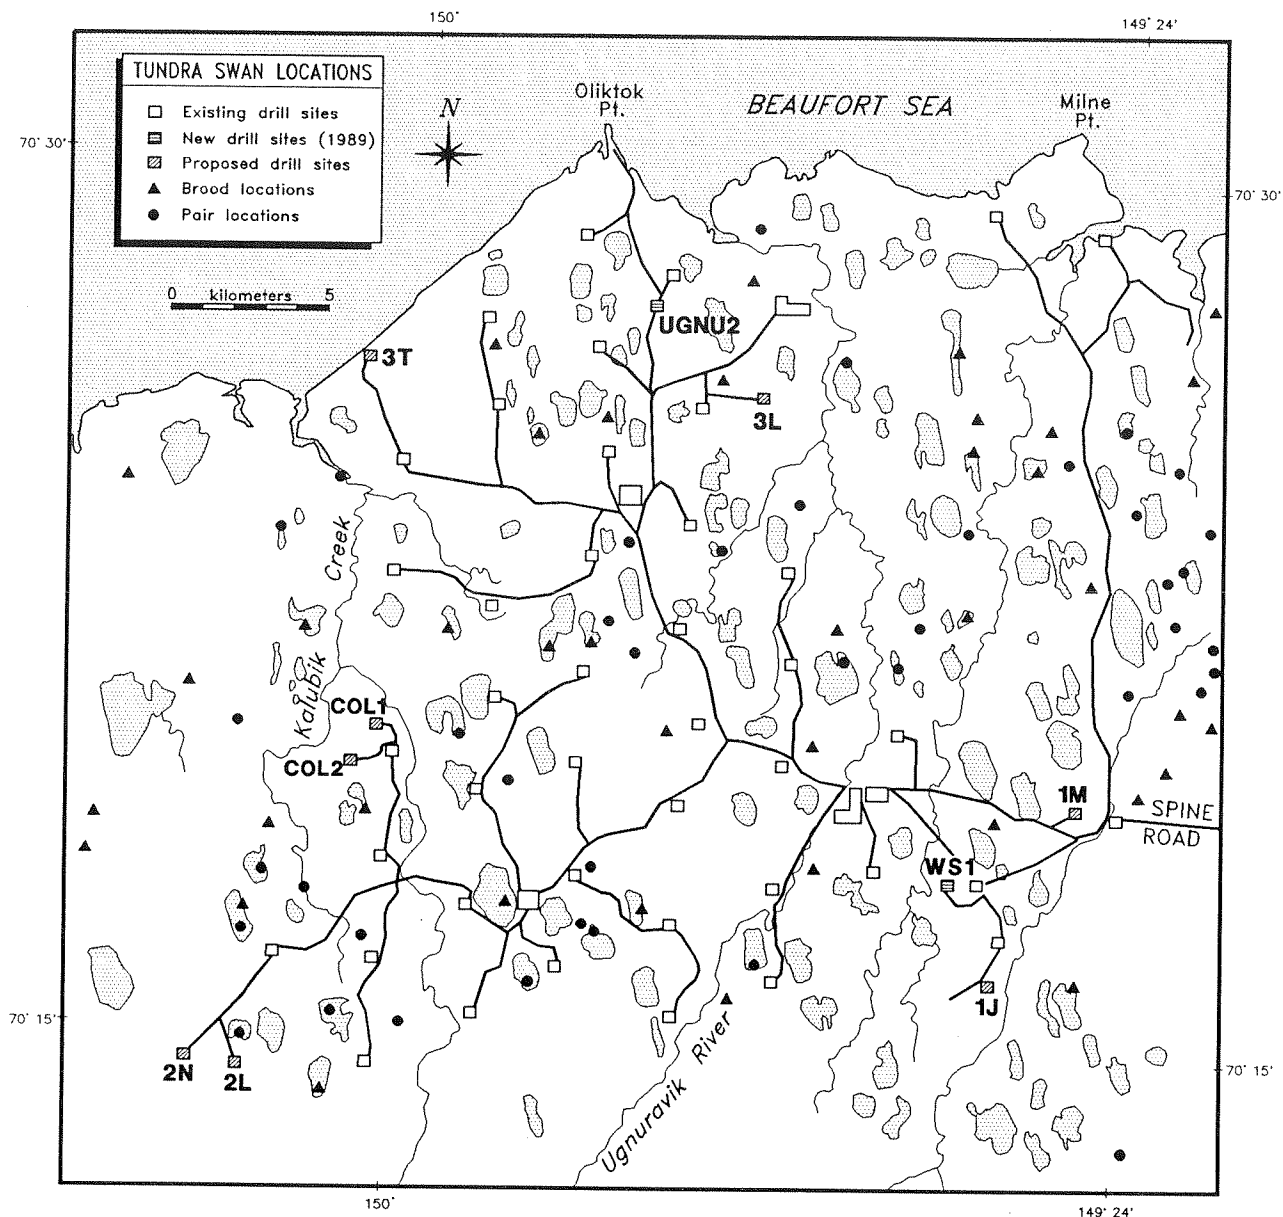 150°
149° 24'
TUNDRA SWAN LOCATIONS
Existing drill sites
New drill sites (1989)
Proposed drill sites
Brood locations
Pair locations
N
Oliktok
Pt.
BEAUFORT SEA
Milne
Pt.
70° 30'
70° 30'
0 kilometers 5
UGNU2
3T
3L
Kalubik Creek
COL1
COL2
1M
SPINE
ROAD
WS1
1J
2N
2L
Ugnuravik River
70° 15'
70° 15'
150°
149° 24'